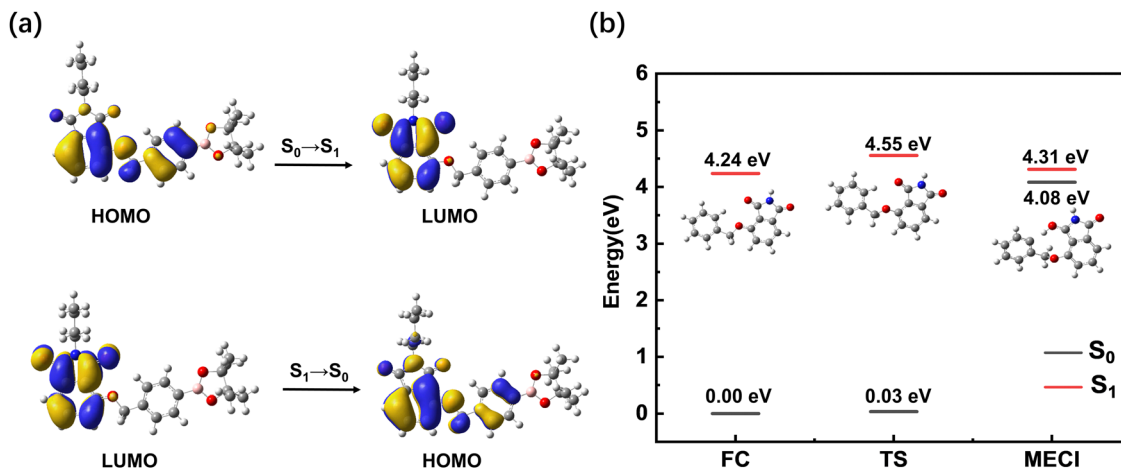 (a)
HOMO
S₀→S₁
LUMO
LUMO
S₁→S₀
HOMO
(b)
Energy(eV)
6
5
4
3
2
1
0
4.24 eV
4.55 eV
4.31 eV
4.08 eV
0.00 eV
0.03 eV
S₀
S₁
FC
TS
MECI